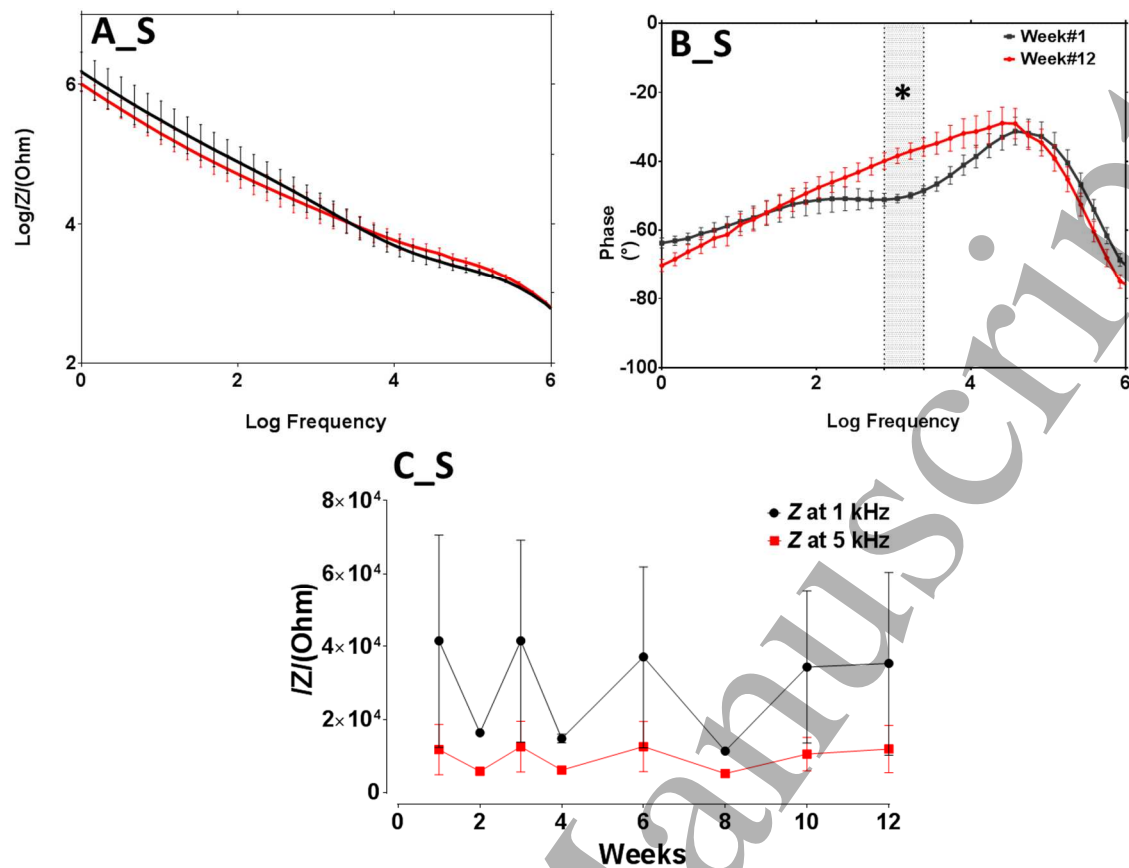 A_S
Log/Z/(Ohm)
6
4
2
0 2 4 6
Log Frequency
B_S
Week#1
Week#12
*
Phase
(°)
0
-20
-40
-60
-80
-100
0 2 4 6
Log Frequency
C_S
Z at 1 kHz
Z at 5 kHz
/Z/(Ohm)
8×10⁴
6×10⁴
4×10⁴
2×10⁴
0
0 2 4 6 8 10 12
Weeks
anuscrip